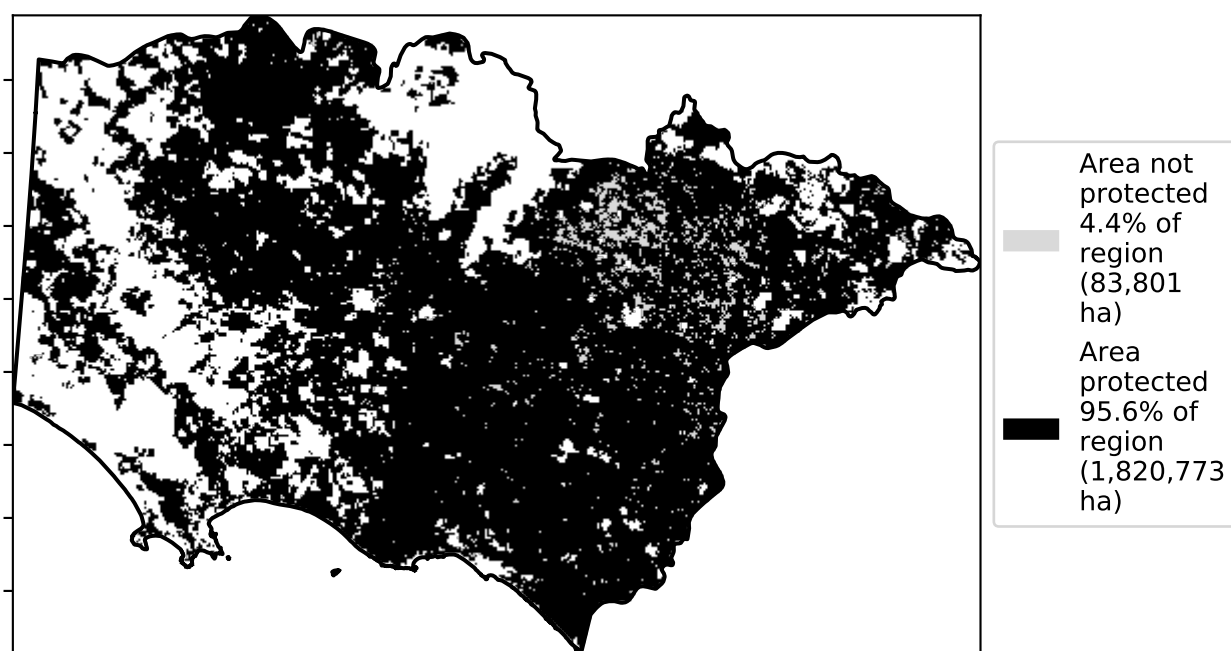 Area not
protected
4.4% of
region
(83,801
ha)
Area
protected
95.6% of
region
(1,820,773
ha)